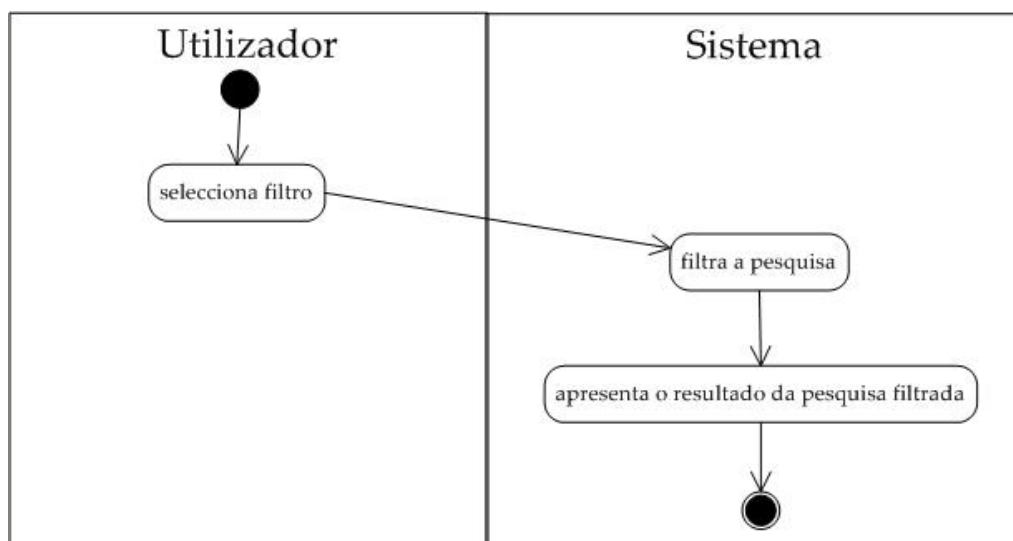 Utilizador
Sistema
selecciona filtro
filtra a pesquisa
apresenta o resultado da pesquisa filtrada